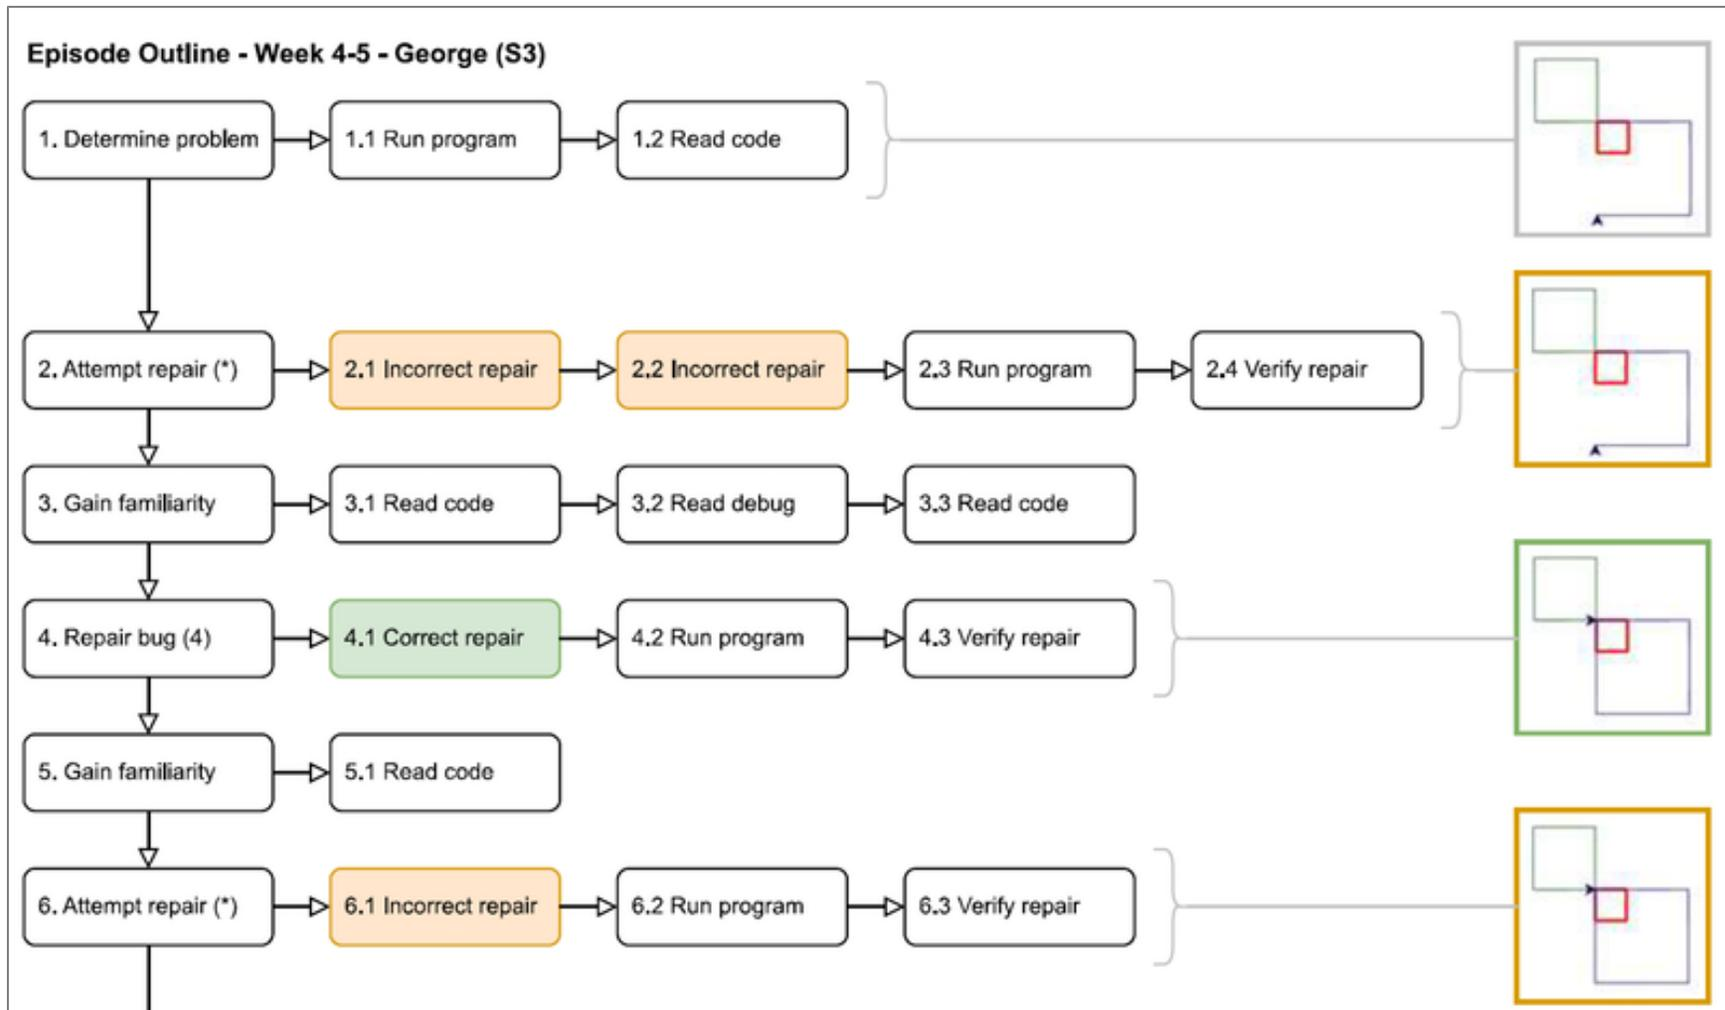 Episode Outline - Week 4-5 - George (S3)
1. Determine problem
1.1 Run program
1.2 Read code
2. Attempt repair (*)
2.1 Incorrect repair
2.2 Incorrect repair
2.3 Run program
2.4 Verify repair
3. Gain familiarity
3.1 Read code
3.2 Read debug
3.3 Read code
4. Repair bug (4)
4.1 Correct repair
4.2 Run program
4.3 Verify repair
5. Gain familiarity
5.1 Read code
6. Attempt repair (*)
6.1 Incorrect repair
6.2 Run program
6.3 Verify repair